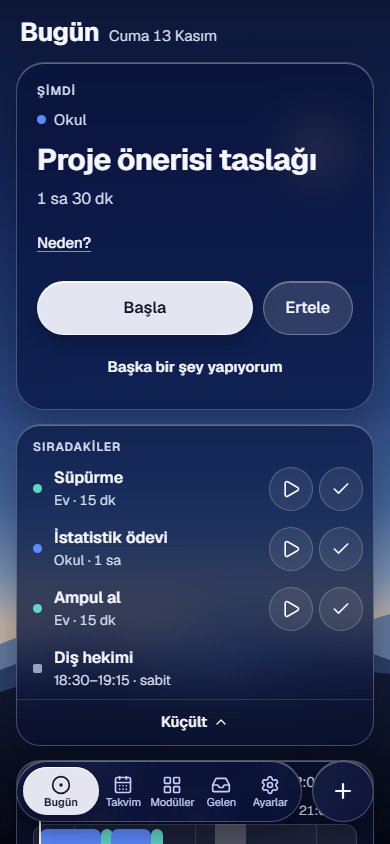 Bugün Cuma 13 Kasım
ŞİMDİ
Okul
Proje önerisi taslağı
1 sa 30 dk
Neden?
Başla Ertele
Başka bir şey yapıyorum
SIRADAKİLER
Süpürme
Ev · 15 dk
İstatistik ödevi
Okul · 1 sa
Ampul al
Ev · 15 dk
Diş hekimi
18:30–19:15 · sabit
Küçült
Bugün Takvim Modüller Gelen Ayarlar